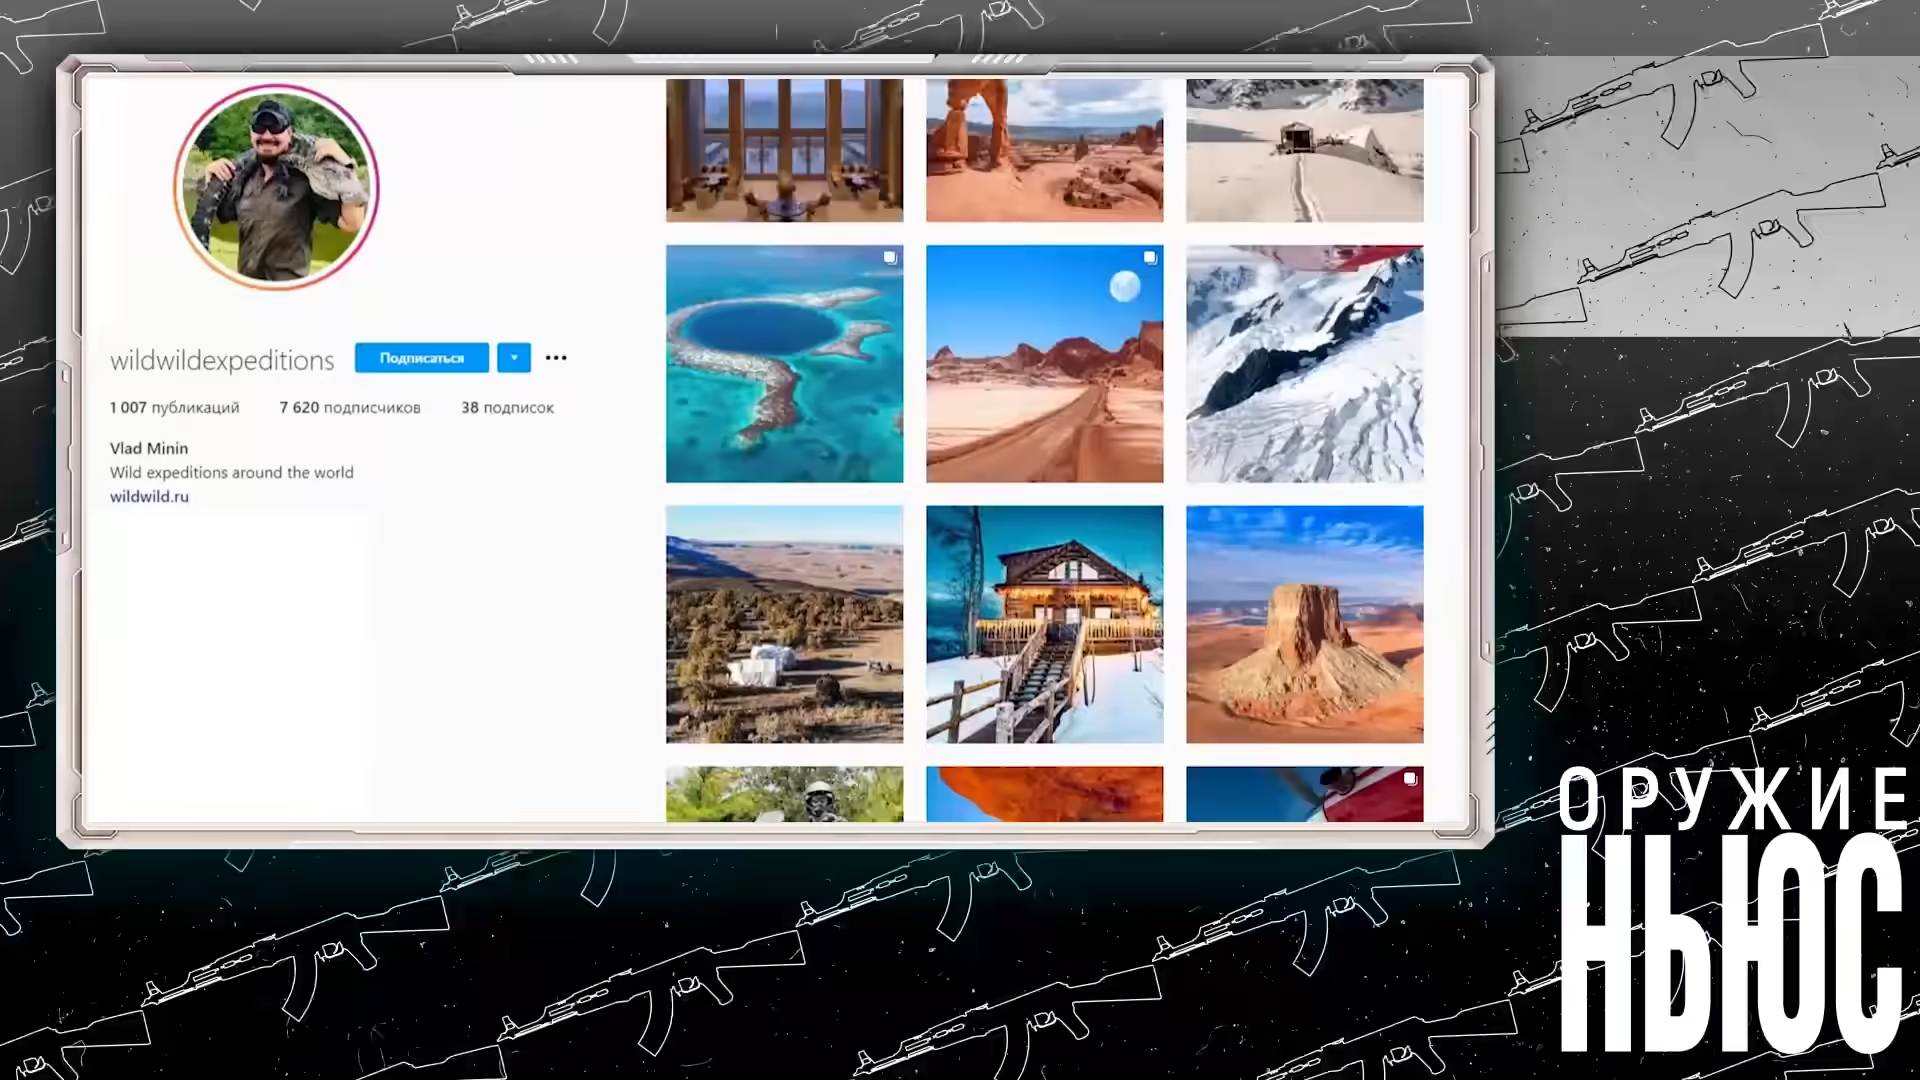 wildwildexpeditions
Подписаться
1 007 публикаций 7 620 подписчиков 38 подписок
Vlad Minin
Wild expeditions around the world
wildwild.ru
ОРУЖИЕ
НЬЮС